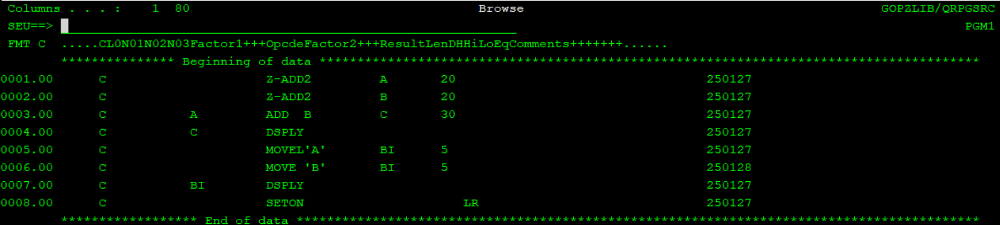 Columns . . . :    1  80                                      Browse                                               GOPZLIB/QRPGSRC
SEU==>                                                                                                                        PGM1
FMT C  .....CL0N01N02N03Factor1+++OpcdeFactor2+++ResultLenDHHiLoEqComments+++++++......
*************** Beginning of data ***************************************************************************************
0001.00      C                     Z-ADD2         A       20                                  250127
0002.00      C                     Z-ADD2         B       20                                  250127
0003.00      C           A         ADD  B         C       30                                  250127
0004.00      C           C         DSPLY                                                      250127
0005.00      C                     MOVEL'A'       BI      5                                   250127
0006.00      C                     MOVE 'B'       BI      5                                   250128
0007.00      C           BI        DSPLY                                                      250127
0008.00      C                     SETON                     LR                               250127
****************** End of data ******************************************************************************************